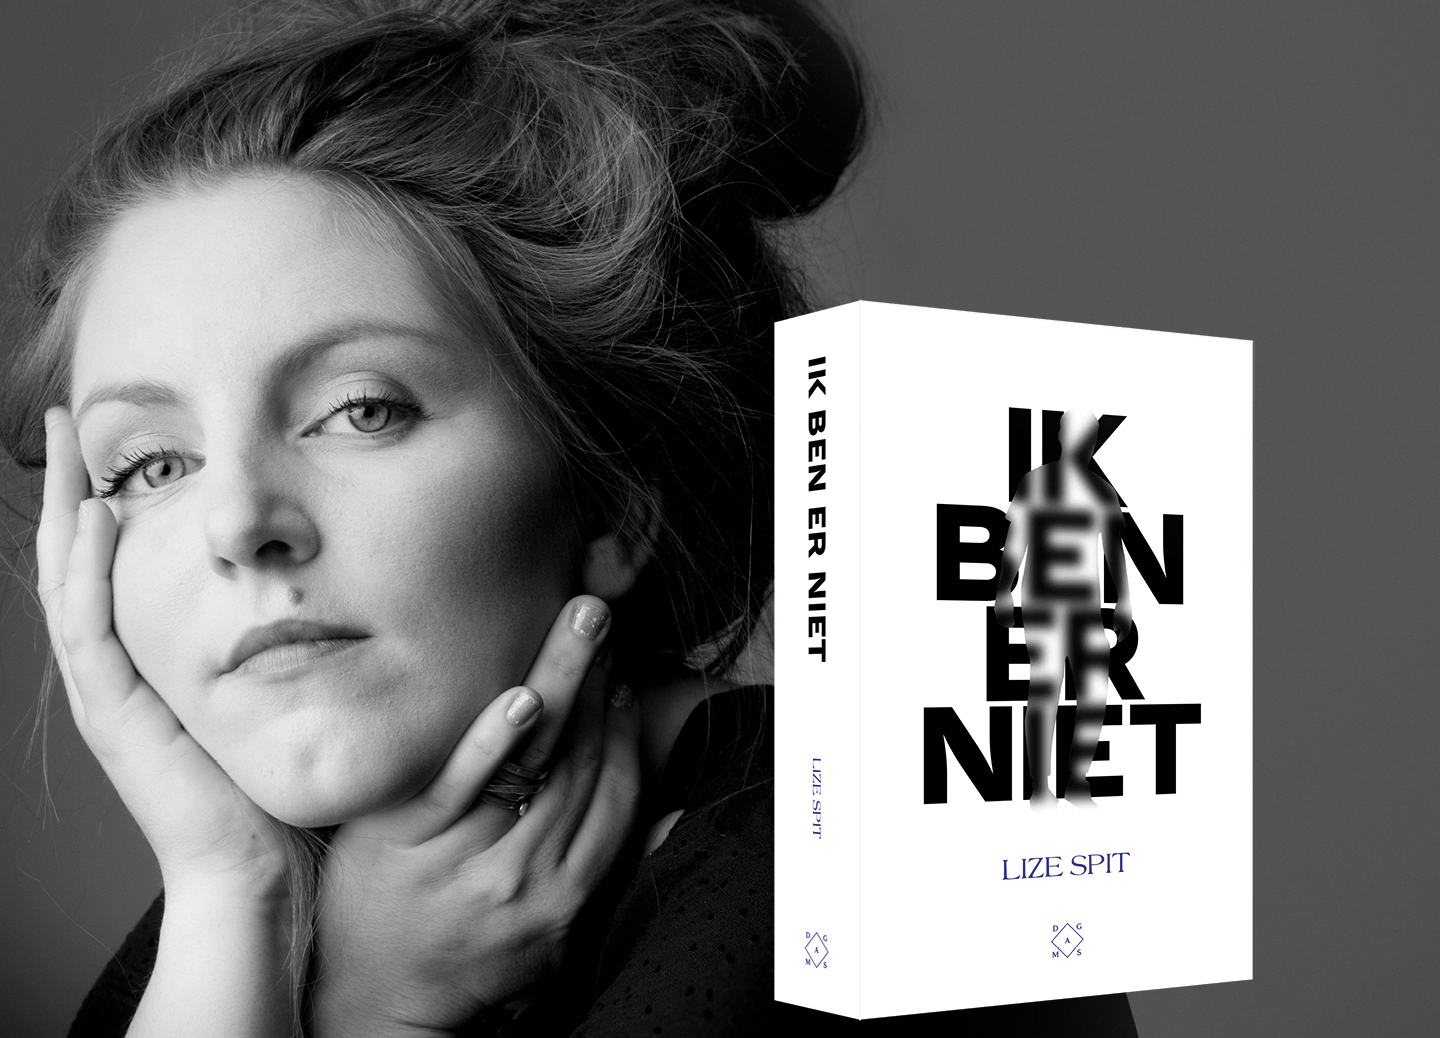 IK BEN ER NIET
LIZE SPIT
D G
A
M S
IK
BEN
ER
NIET
LIZE SPIT
D G
A
M S